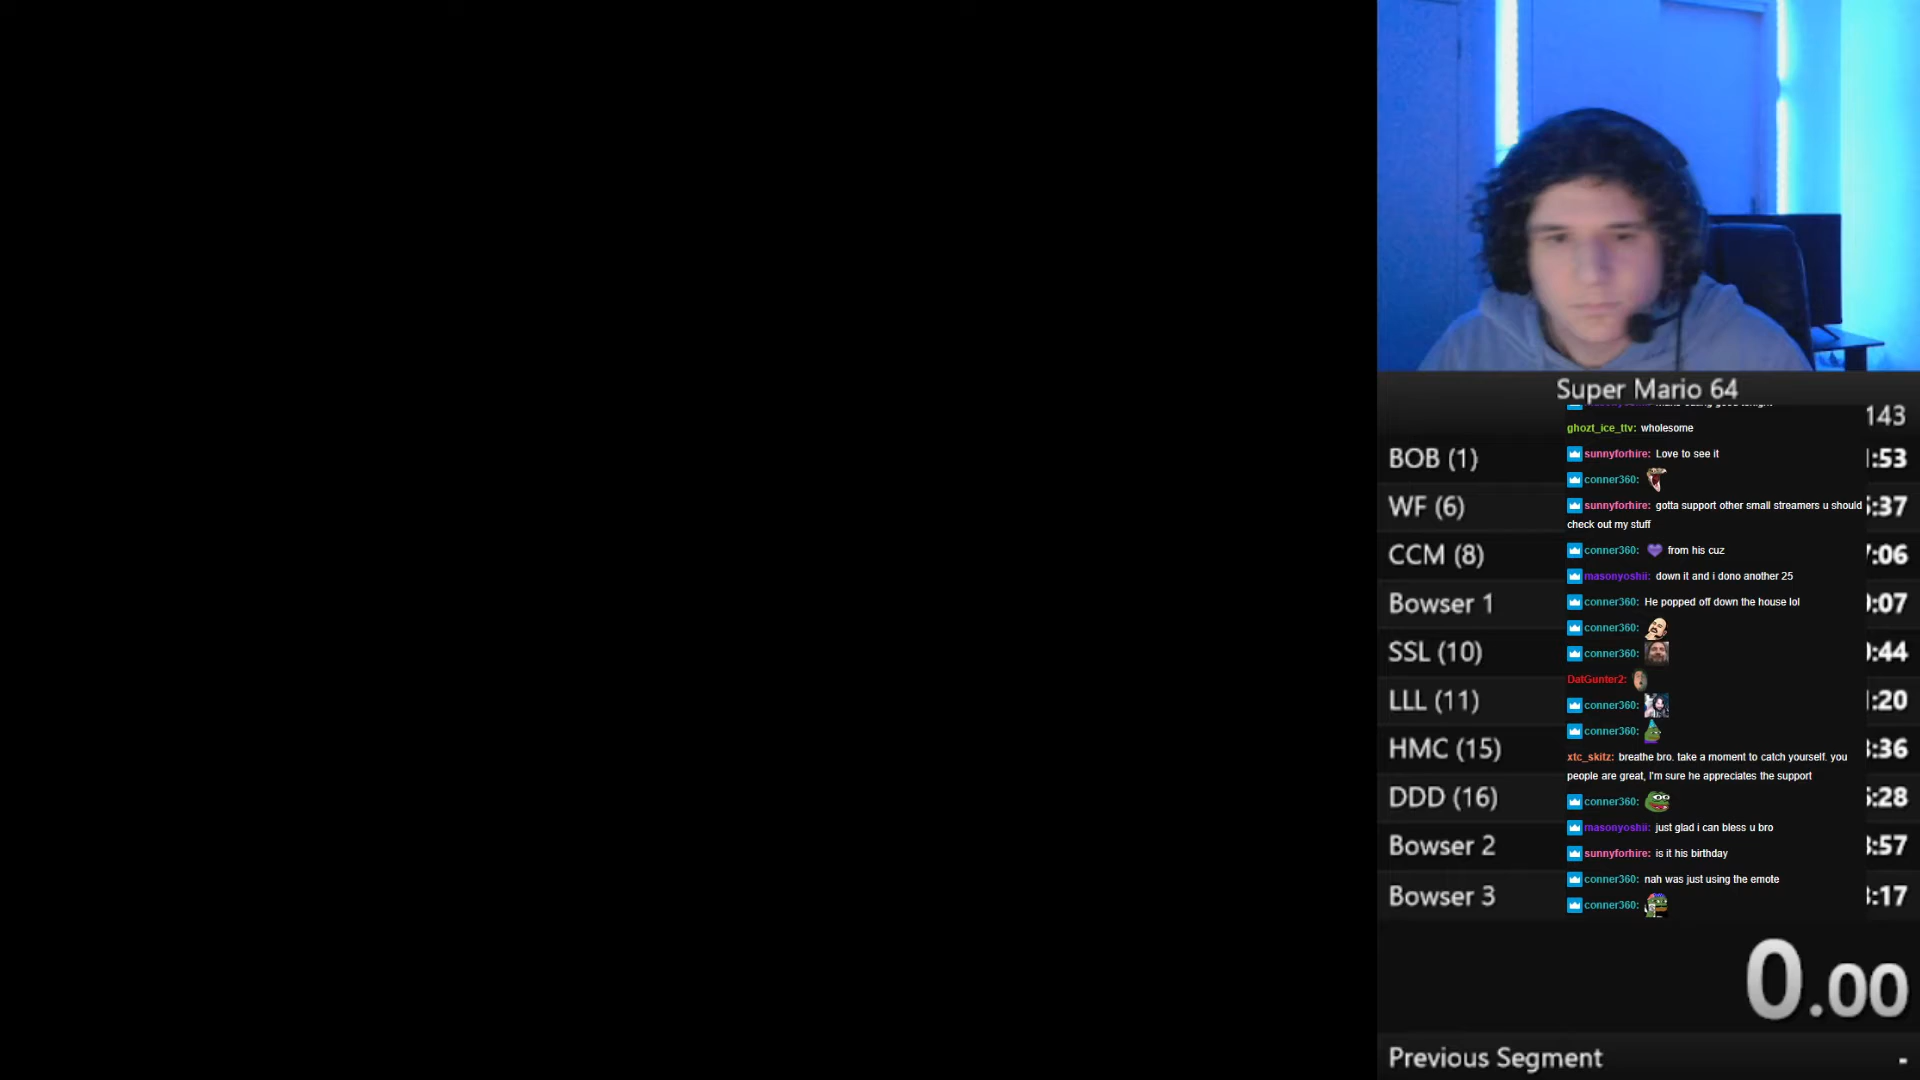 Super Mario 64
143
ghozt_ice_ttv: wholesome
BOB (1) :53
sunnyforhire: Love to see it
conner360:
WF (6) :37
sunnyforhire: gotta support other small streamers u should
check out my stuff
CCM (8) :06
conner360: from his cuz
masonyoshii: down it and i dono another 25
Bowser 1 :07
conner360: He popped off down the house lol
conner360:
SSL (10) :44
conner360:
DatGunter2:
LLL (11) :20
conner360:
conner360:
HMC (15) :36
xtc_skitz: breathe bro. take a moment to catch yourself. you
people are great, I'm sure he appreciates the support
DDD (16) :28
conner360:
masonyoshii: just glad i can bless u bro
Bowser 2 :57
sunnyforhire: is it his birthday
conner360: nah was just using the emote
Bowser 3 :17
conner360:
0.00
Previous Segment -